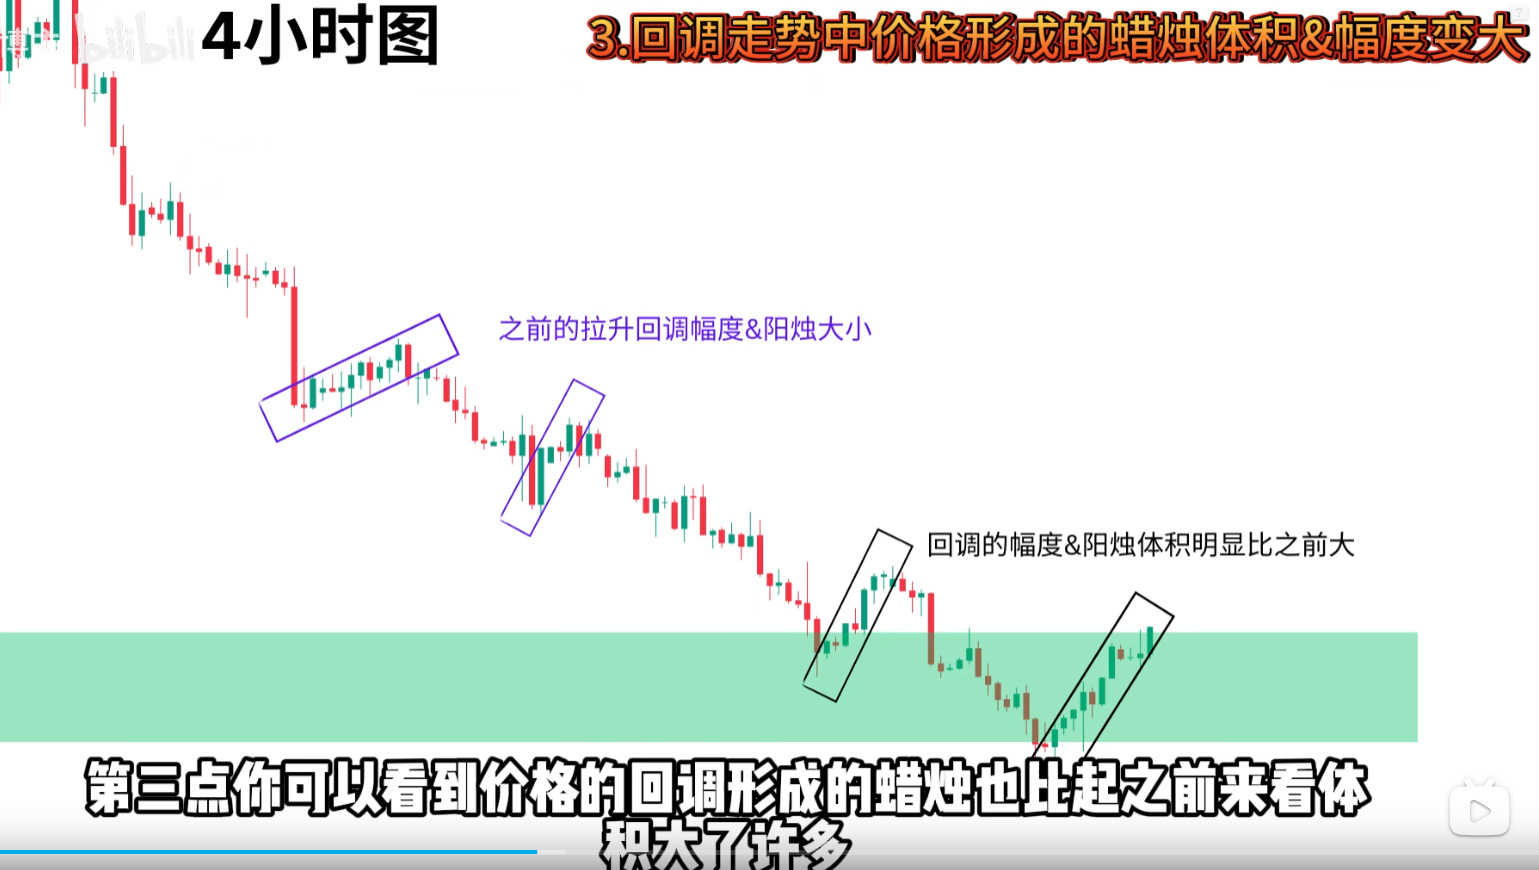 bilibili
4小时图
3.回调走势中价格形成的蜡烛体积&幅度变大
之前的拉升回调幅度&阳烛大小
回调的幅度&阳烛体积明显比之前大
第三点你可以看到价格的回调形成的蜡烛也比起之前来看体
积大了许多